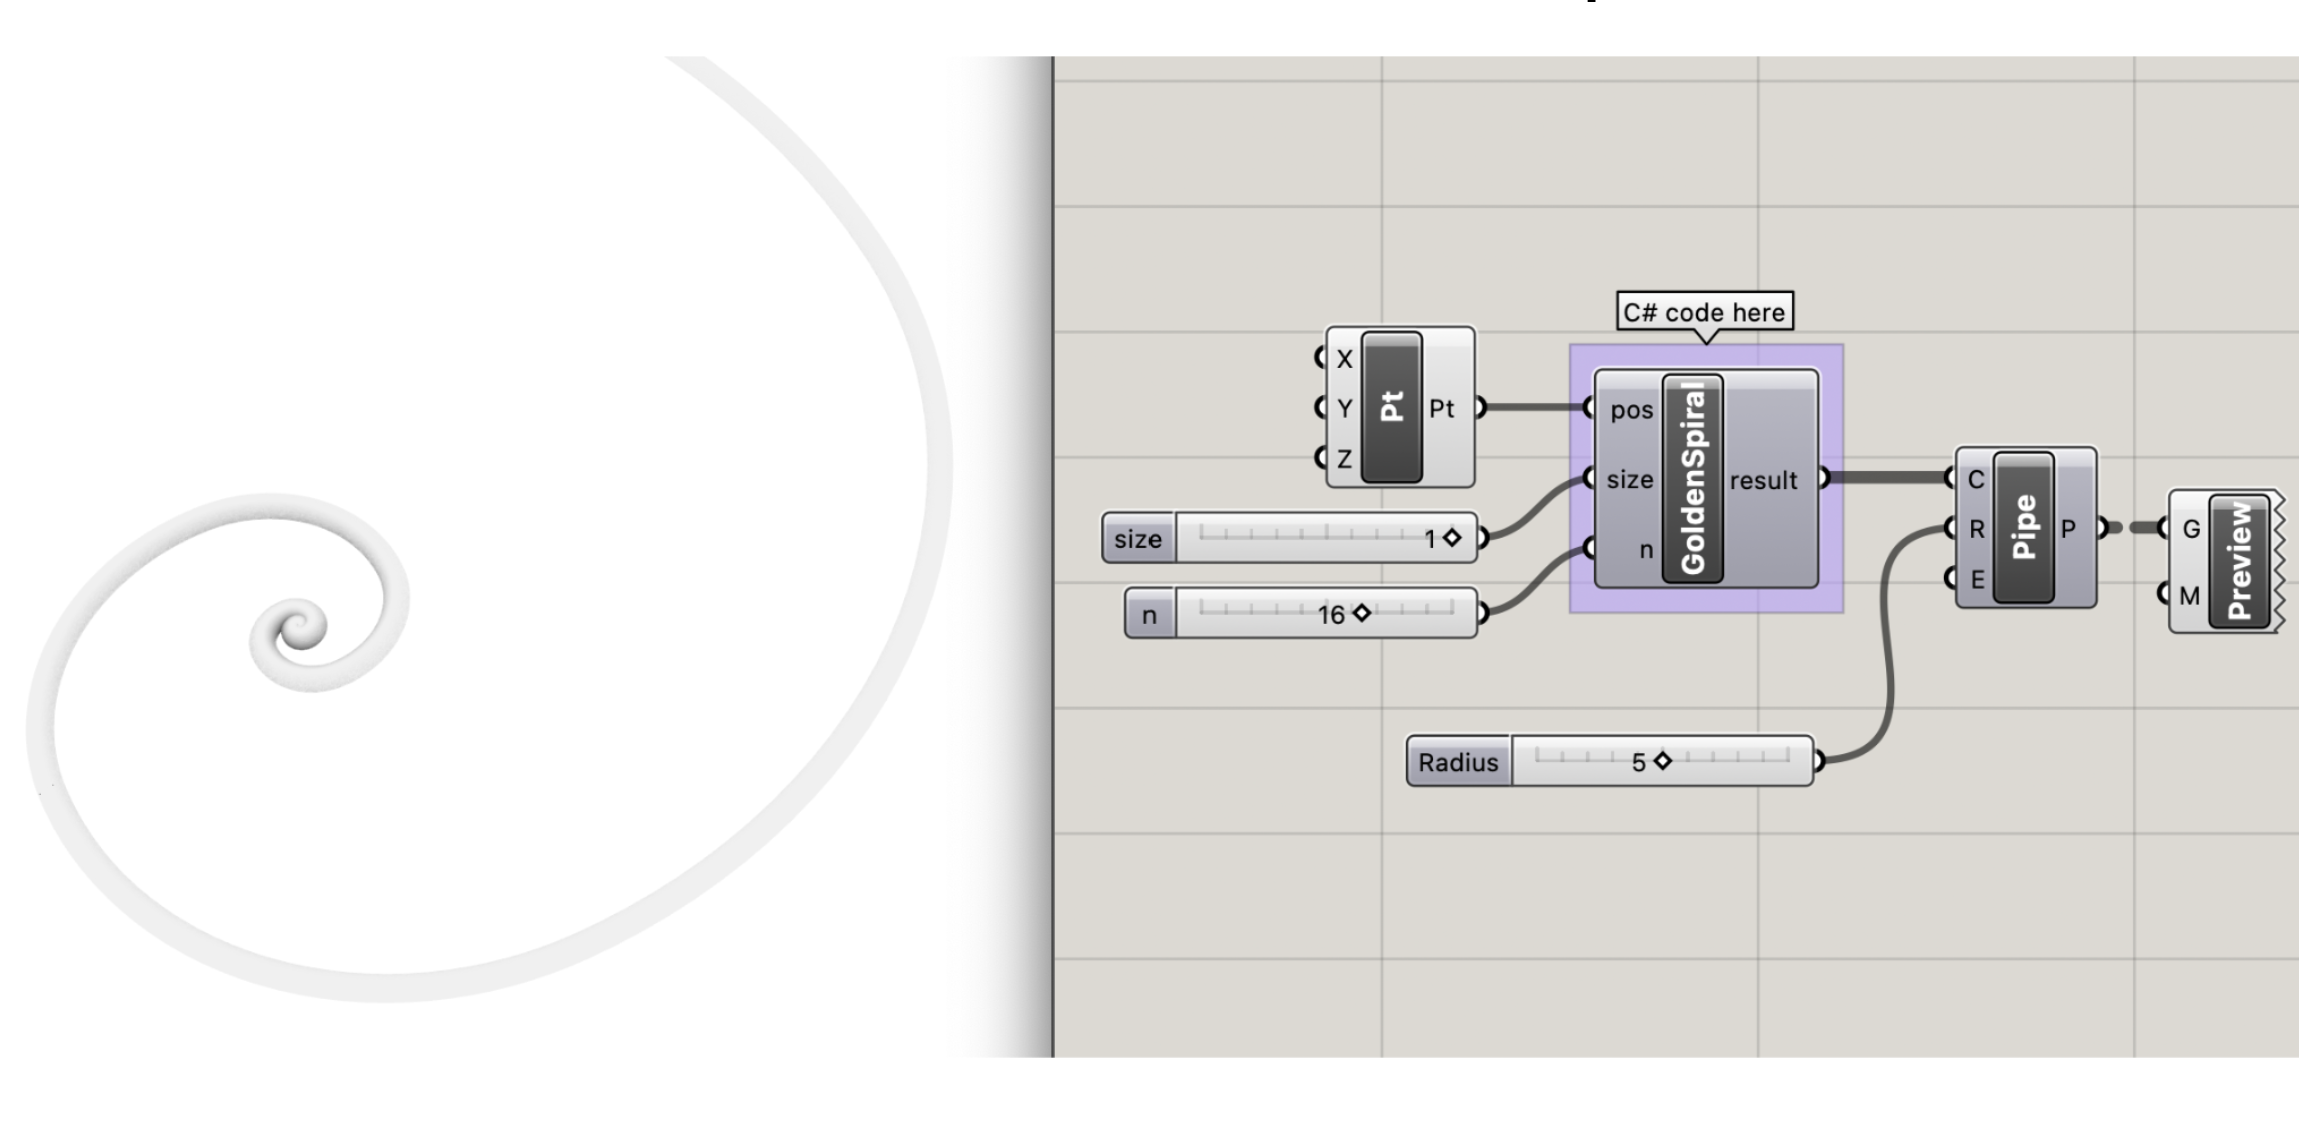 C# code here
X
Y
Z
Pt
Pt
pos
size
n
GoldenSpiral
result
size
1
n
16
C
R
E
Pipe
P
G
M
Preview
Radius
5